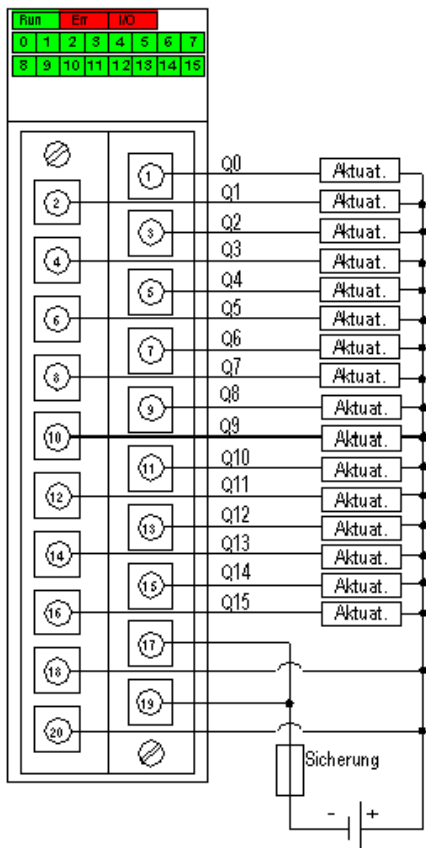 Run Err I/O
0 1 2 3 4 5 6 7
8 9 10 11 12 13 14 15
1 Q0 Aktuat.
2 Q1 Aktuat.
3 Q2 Aktuat.
4 Q3 Aktuat.
5 Q4 Aktuat.
6 Q5 Aktuat.
7 Q6 Aktuat.
8 Q7 Aktuat.
9 Q8 Aktuat.
10 Q9 Aktuat.
11 Q10 Aktuat.
12 Q11 Aktuat.
13 Q12 Aktuat.
14 Q13 Aktuat.
15 Q14 Aktuat.
16 Q15 Aktuat.
17
18
19
20
Sicherung
- +